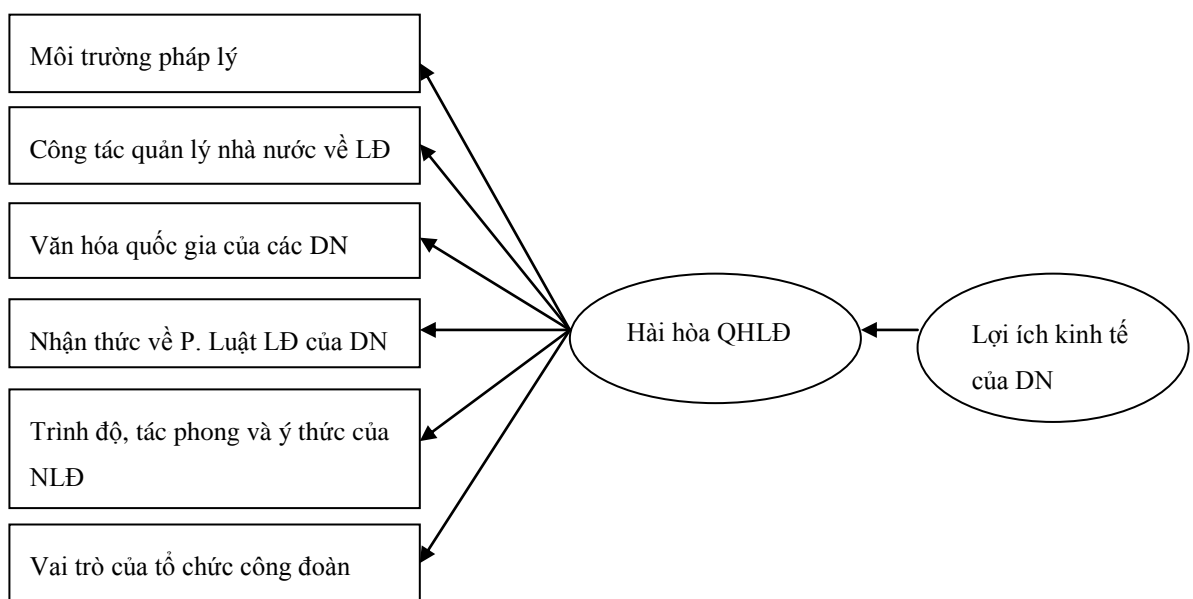 Môi trường pháp lý
Công tác quản lý nhà nước về LĐ
Văn hóa quốc gia của các DN
Nhận thức về P. Luật LĐ của DN
Trình độ, tác phong và ý thức của
NLĐ
Vai trò của tổ chức công đoàn
Hài hòa QHLĐ
Lợi ích kinh tế
của DN